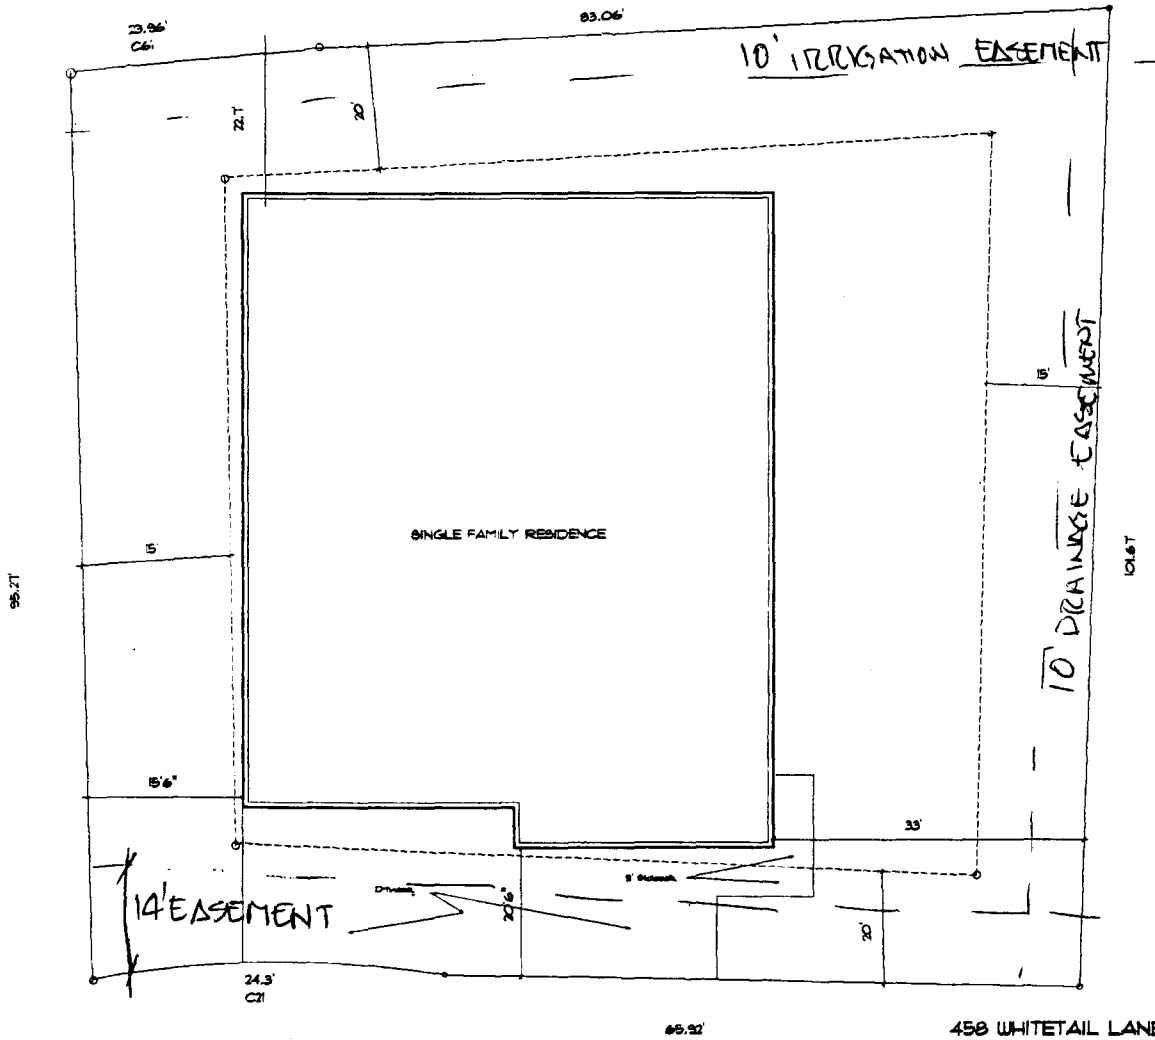 23.96'
C61
83.06'
10' IRRIGATION EASEMENT
22.7'
20'
15'
10' DRAINAGE EASEMENT
SINGLE FAMILY RESIDENCE
15'
95.27'
101.67'
15'6"
33'
14' EASEMENT
20'6"
20'
24.3'
C21
65.92'
458 WHITETAIL LANE